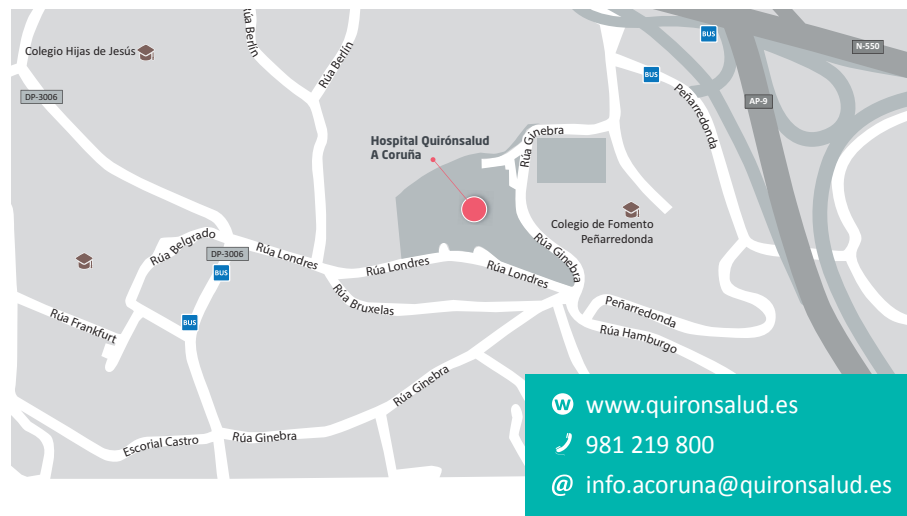 Rúa Berlín
Rúa Berlín
BUS
N-550
Colegio Hijas de Jesús
BUS
DP-3006
Peñarredonda
AP-9
Hospital Quirónsalud
A Coruña
Rúa Ginebra
Colegio de Fomento
Peñarredonda
Rúa Belgrado
DP-3006
Rúa Londres
BUS
Rúa Londres
Rúa Londres
Rúa Ginebra
Rúa Bruxelas
Peñarredonda
Rúa Frankfurt
BUS
Rúa Hamburgo
Rúa Ginebra
Escorial Castro
Rúa Ginebra
W www.quironsalud.es
981 219 800
@ info.acoruna@quironsalud.es